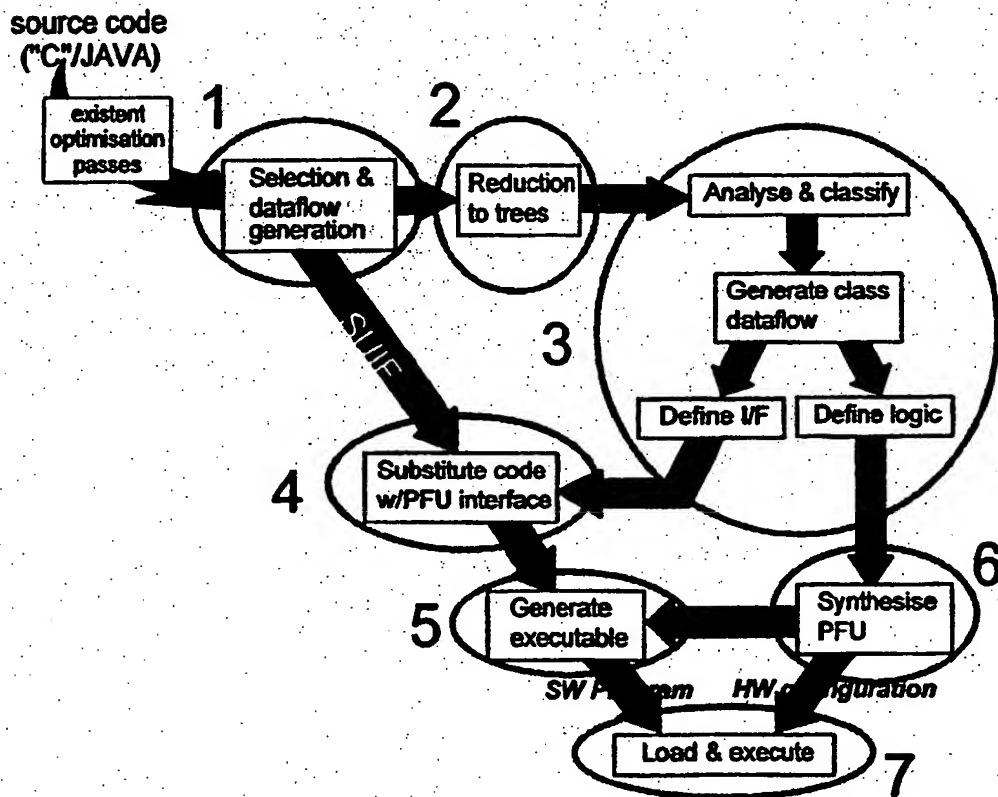 source code
("C"/JAVA)
existent
optimisation
passes
1
Selection &
dataflow
generation
2
Reduction
to trees
3
Analyse & classify
Generate class
dataflow
Define I/F
Define logic
SUIF
4
Substitute code
w/PFU interface
5
Generate
executable
6
Synthesise
PFU
SW
HW
Load & execute
7